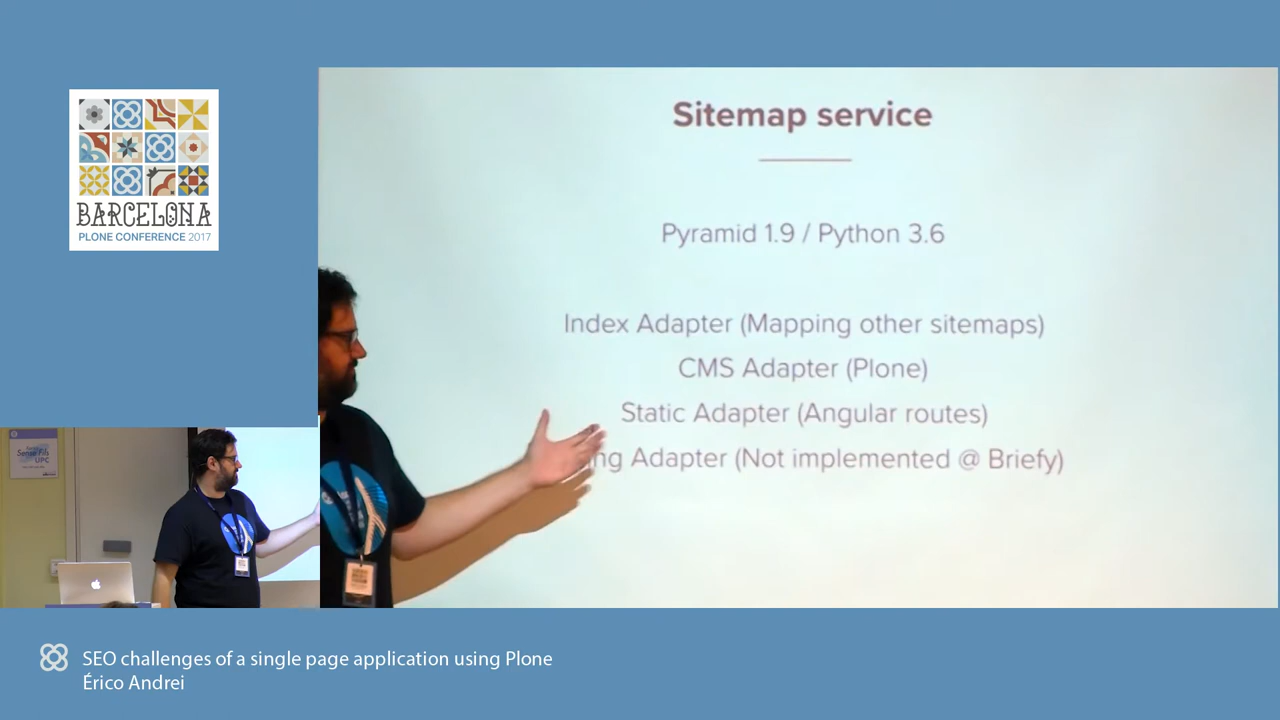 BARCELONA
PLONE CONFERENCE 2017
Sitemap service
Pyramid 1.9 / Python 3.6
Index Adapter (Mapping other sitemaps)
CMS Adapter (Plone)
Static Adapter (Angular routes)
Adapter (Not implemented @ Briefy)
UPC
SEO challenges of a single page application using Plone
Érico Andrei